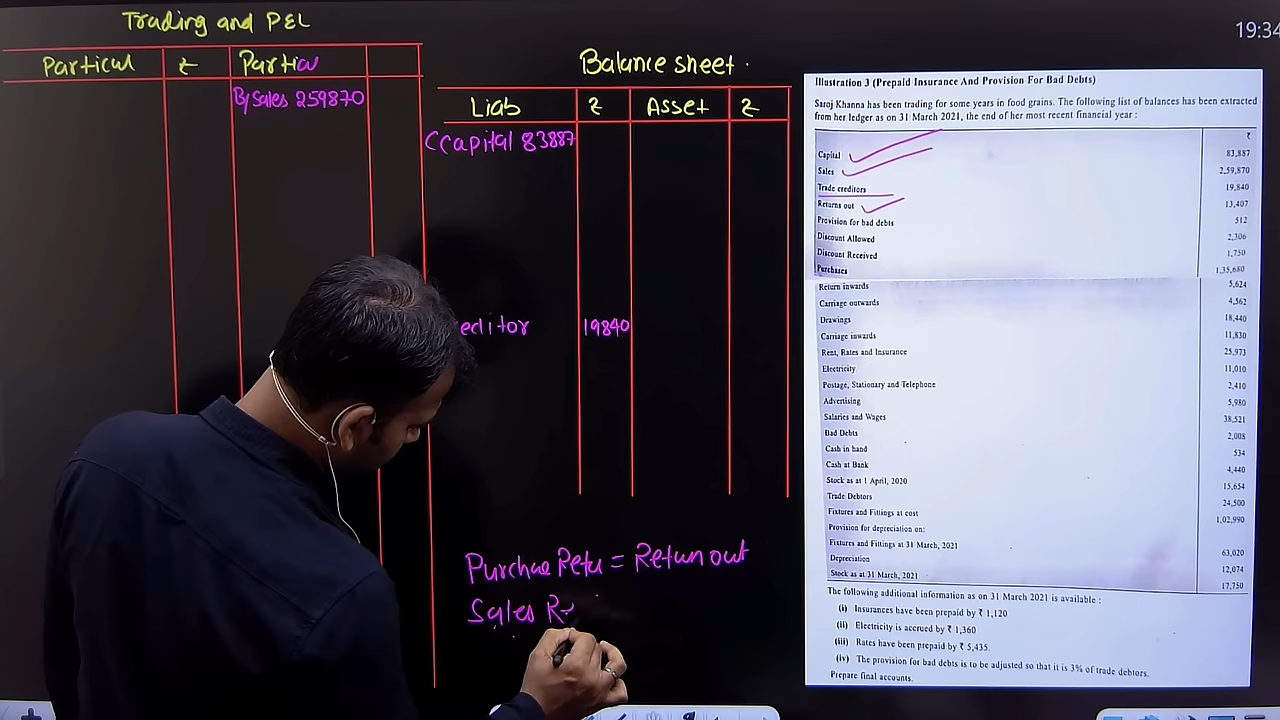 Trading and P&L
Particul ₹ Particu
By Sales 259870
Balance sheet
Liab ₹ Asset ₹
Capital 83887
editor 19840
Purchae Retu = Return out
Sales Re
19:34
Illustration 3 (Prepaid Insurance And Provision For Bad Debts)
Saroj Khanna has been trading for some years in food grains. The following list of balances has been extracted
from her ledger as on 31 March 2021, the end of her most recent financial year :
₹
Capital 83,887
Sales 2,59,870
Trade creditors 19,840
Returns out 13,407
Provision for bad debts 512
Discount Allowed 2,306
Discount Received 1,750
Purchases 1,35,680
Return inwards 5,624
Carriage outwards 4,562
Drawings 18,440
Carriage inwards 11,830
Rent, Rates and Insurance 25,973
Electricity 11,010
Postage, Stationary and Telephone 2,410
Advertising 5,980
Salaries and Wages 38,521
Bad Debts 2,008
Cash in hand 534
Cash at Bank 4,440
Stock as at 1 April, 2020 15,654
Trade Debtors 24,500
Fixtures and Fittings at cost 1,02,990
Provision for depreciation on:
Fixtures and Fittings at 31 March, 2021 63,020
Depreciation 12,074
Stock as at 31 March, 2021 17,750
The following additional information as on 31 March 2021 is available :
(i) Insurances have been prepaid by ₹ 1,120
(ii) Electricity is accrued by ₹ 1,360
(iii) Rates have been prepaid by ₹ 5,435.
(iv) The provision for bad debts is to be adjusted so that it is 3% of trade debtors.
Prepare final accounts.